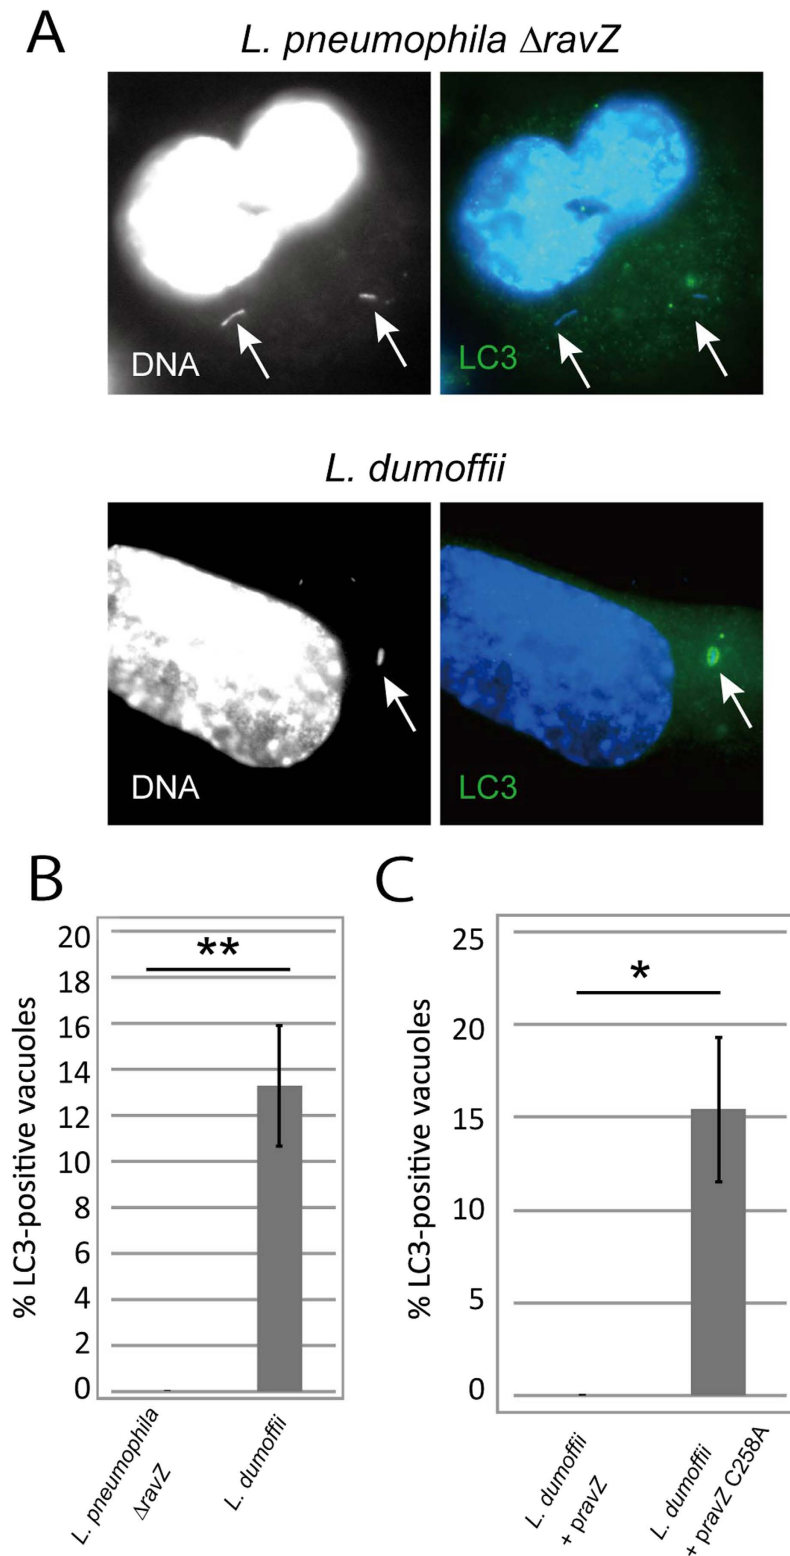 A
L. pneumophila ΔravZ
DNA
LC3
L. dumoffii
DNA
LC3
B
% LC3-positive vacuoles
20
18
16
14
12
10
8
6
4
2
0
**
L. pneumophila
ΔravZ
L. dumoffii
C
% LC3-positive vacuoles
25
20
15
10
5
0
*
L. dumoffii
+ pravZ
L. dumoffii
+ pravZ C258A